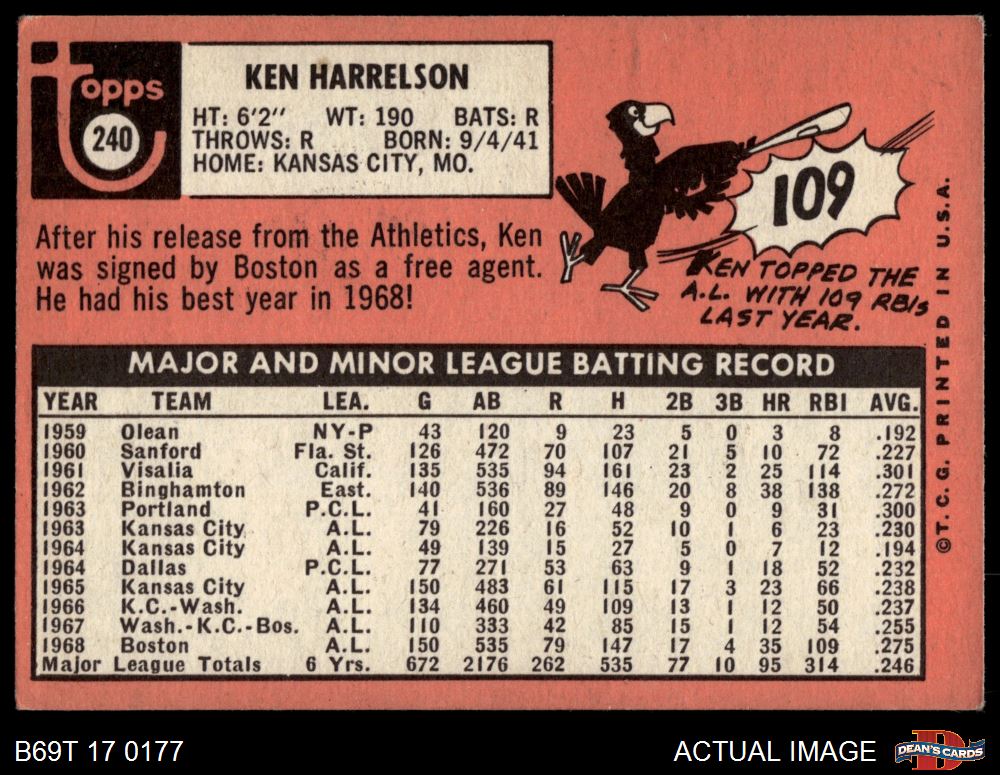 Topps
240
KEN HARRELSON
HT: 6'2" WT: 190 BATS: R
THROWS: R BORN: 9/4/41
HOME: KANSAS CITY, MO.
After his release from the Athletics, Ken
was signed by Boston as a free agent.
He had his best year in 1968!
109
KEN TOPPED THE
A.L. WITH 109 RBIs
LAST YEAR.
MAJOR AND MINOR LEAGUE BATTING RECORD
YEAR TEAM LEA. G AB R H 2B 3B HR RBI AVG.
1959 Olean NY-P 43 120 9 23 5 0 3 8 .192
1960 Sanford Fla. St. 126 472 70 107 21 5 10 72 .227
1961 Visalia Calif. 135 535 94 161 23 2 25 114 .301
1962 Binghamton East. 140 536 89 146 20 8 38 138 .272
1963 Portland P.C.L. 41 160 27 48 9 0 9 31 .300
1963 Kansas City A.L. 79 226 16 52 10 1 6 23 .230
1964 Kansas City A.L. 49 139 15 27 5 0 7 12 .194
1964 Dallas P.C.L. 77 271 53 63 9 1 18 52 .232
1965 Kansas City A.L. 150 483 61 115 17 3 23 66 .238
1966 K.C.-Wash. A.L. 134 460 49 109 13 1 12 50 .237
1967 Wash.-K.C.-Bos. A.L. 110 333 42 85 15 1 12 54 .255
1968 Boston A.L. 150 535 79 147 17 4 35 109 .275
Major League Totals 6 Yrs. 672 2176 262 535 77 10 95 314 .246
©T.C.G. PRINTED IN U.S.A.
B69T 17 0177
ACTUAL IMAGE
DEAN'S CARDS